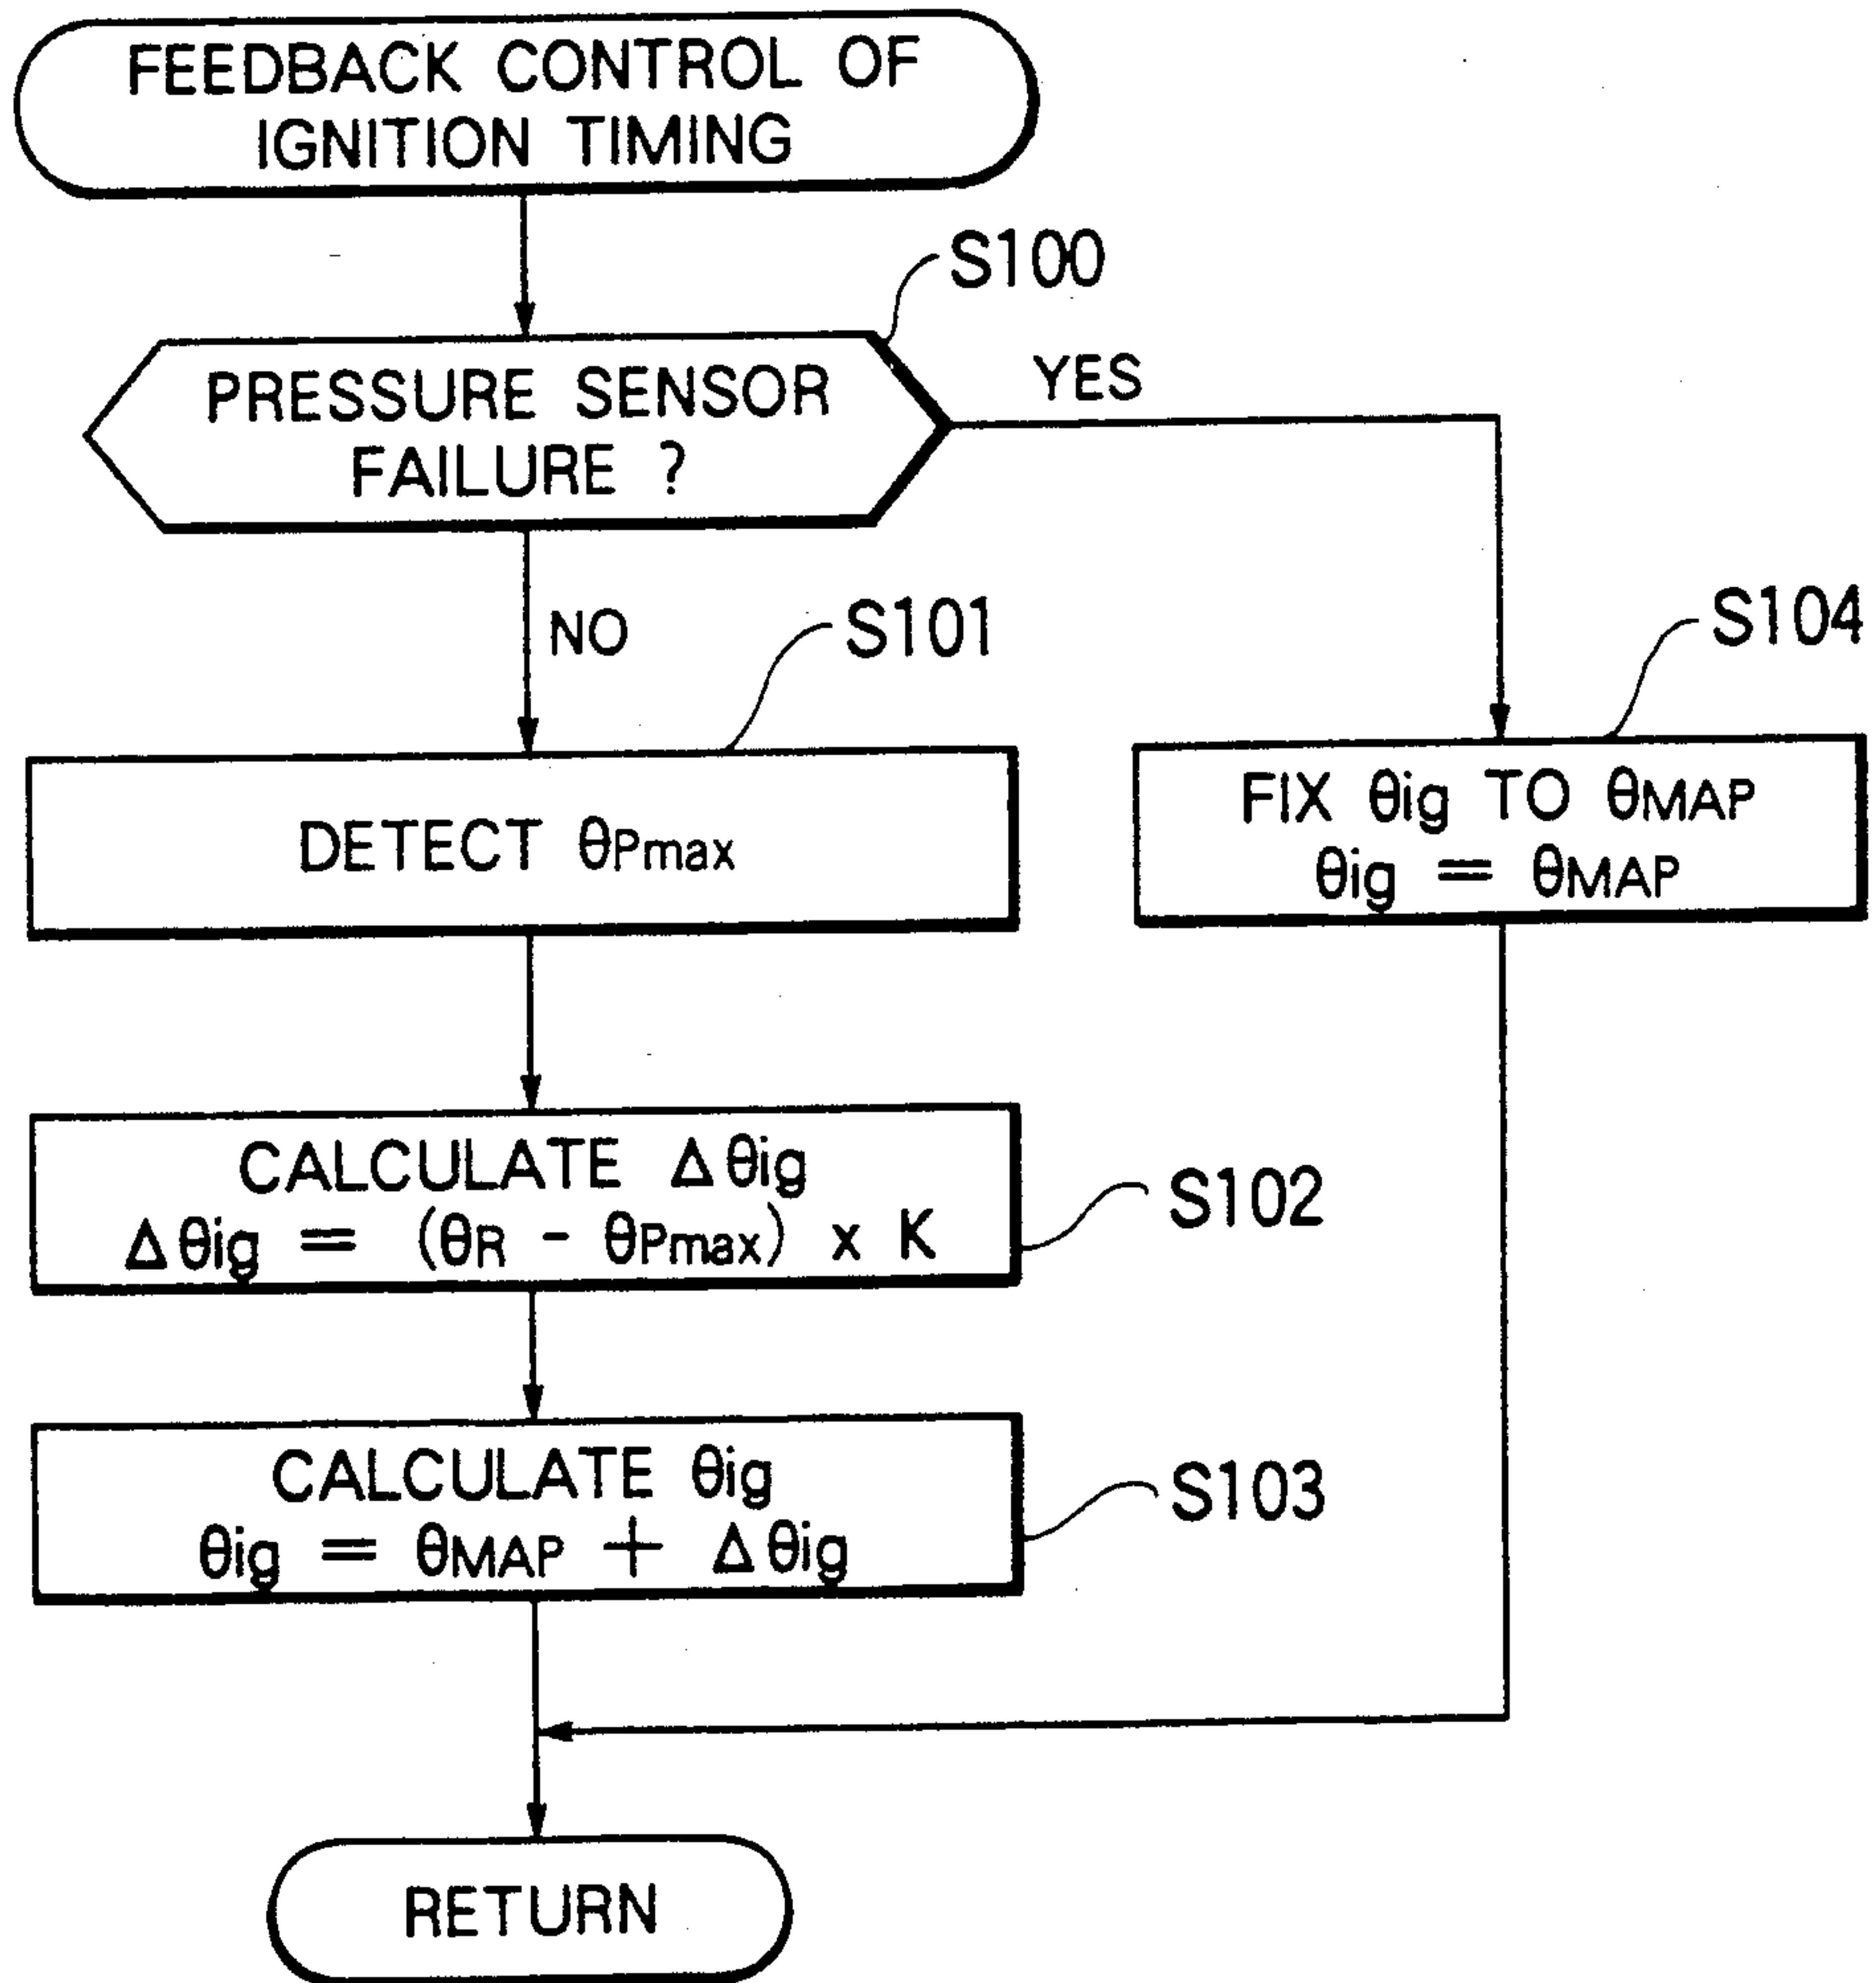 FEEDBACK CONTROL OF
IGNITION TIMING
S100
PRESSURE SENSOR
FAILURE ?
YES
NO
S101
S104
DETECT θPmax
FIX θig TO θMAP
θig = θMAP
CALCULATE Δθig
Δθig = (θR - θPmax) x K
S102
CALCULATE θig
θig = θMAP + Δθig
S103
RETURN